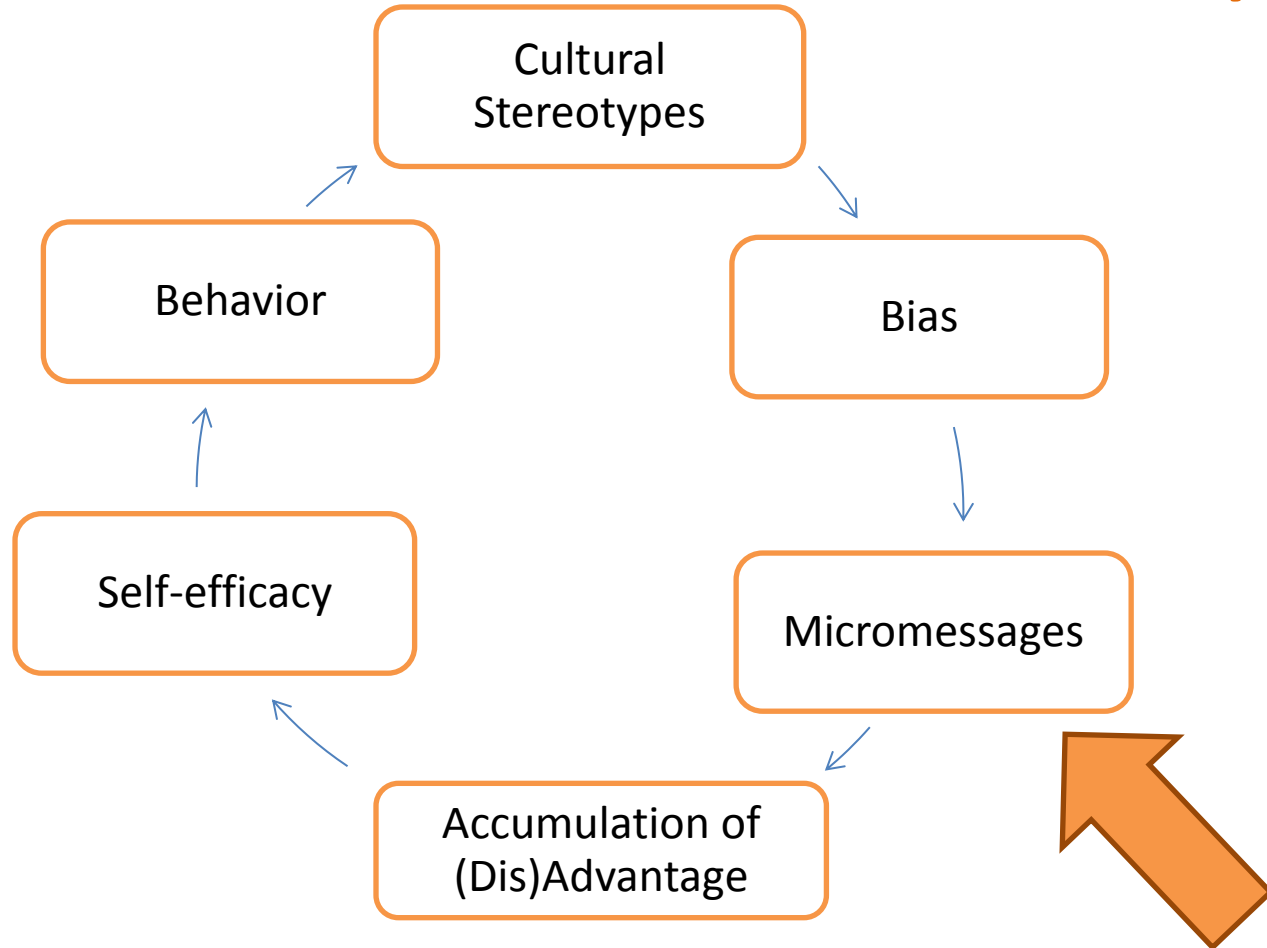 Cultural
Stereotypes
Bias
Micromessages
Accumulation of
(Dis)Advantage
Self-efficacy
Behavior